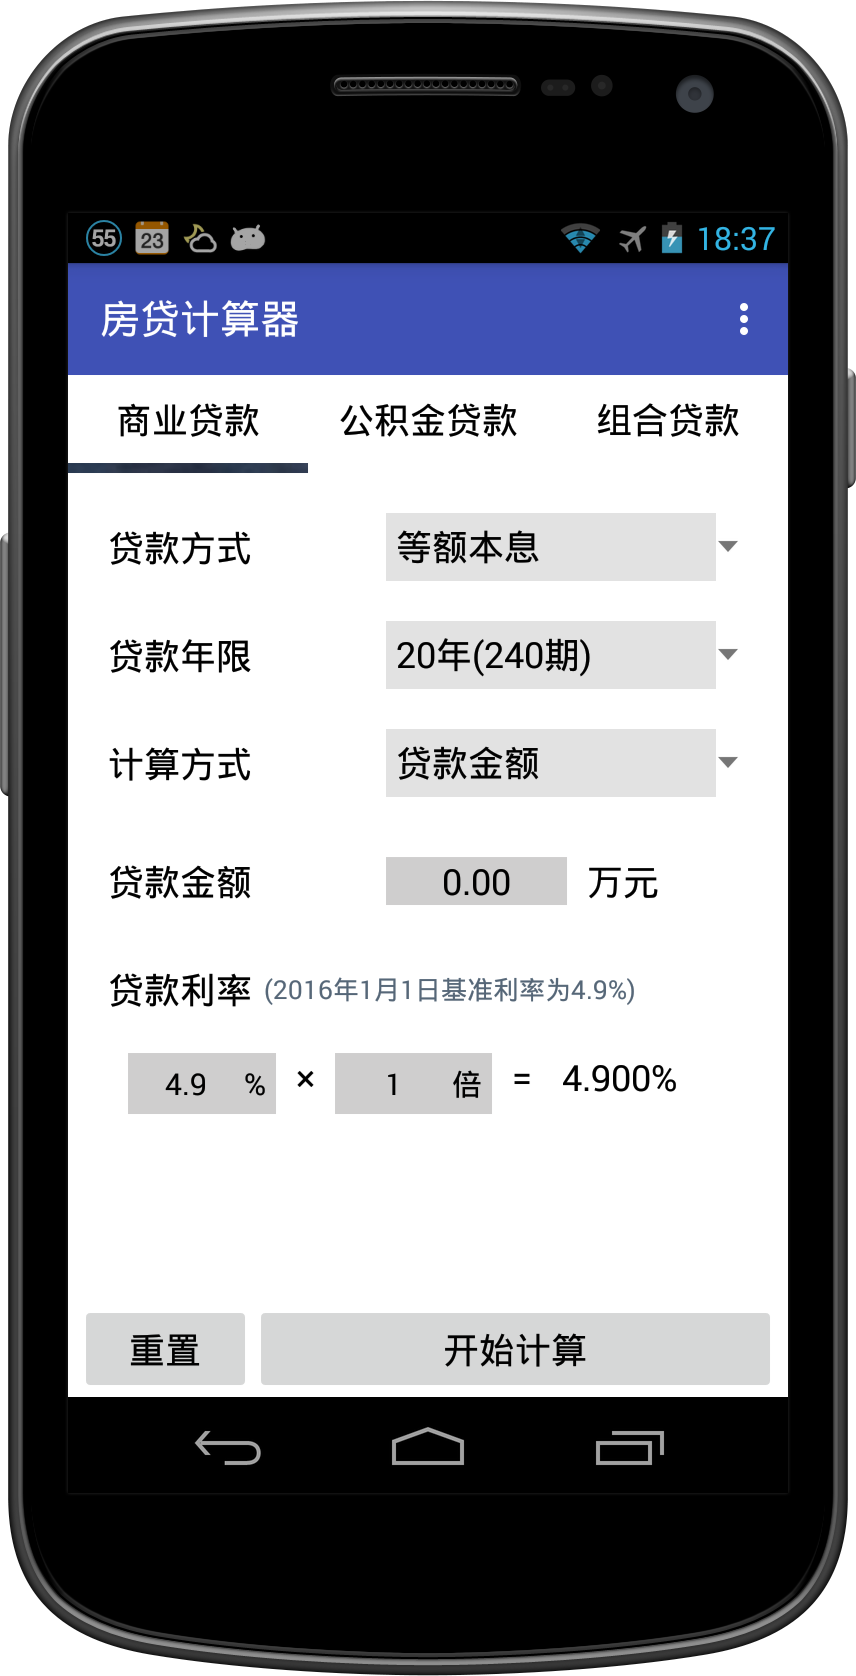 55 23 18:37
房贷计算器
商业贷款 公积金贷款 组合贷款
贷款方式 等额本息
贷款年限 20年(240期)
计算方式 贷款金额
贷款金额 0.00 万元
贷款利率 (2016年1月1日基准利率为4.9%)
4.9 % × 1 倍 = 4.900%
重置 开始计算